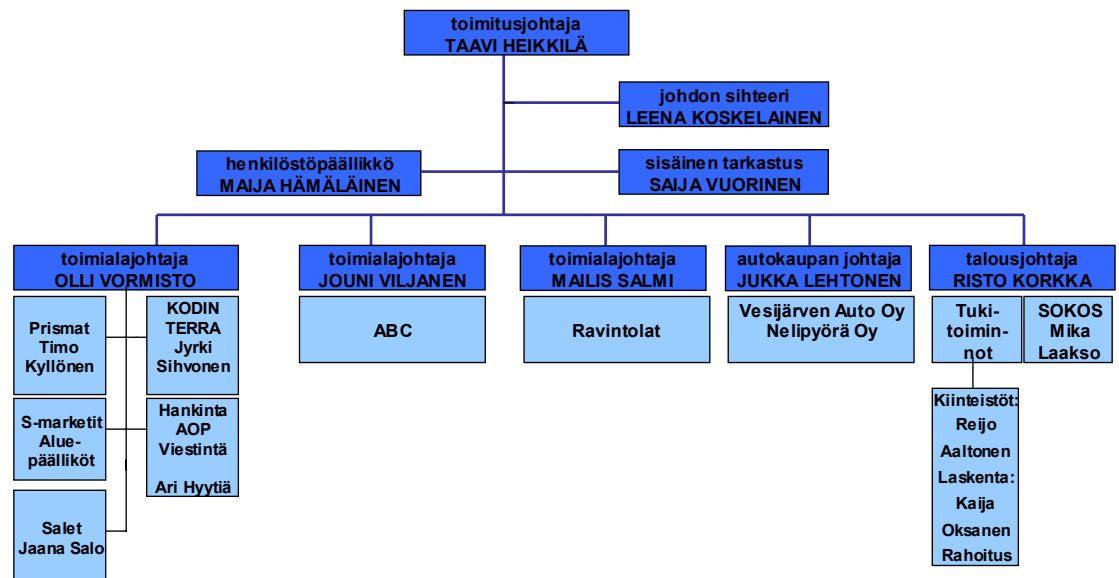 toimitusjohtaja
TAAVI HEIKKILÄ
johdon sihteeri
LEENA KOSKELAINEN
henkilöstöpäällikkö
MAIJA HÄMÄLÄINEN
sisäinen tarkastus
SAIJA VUORINEN
toimialajohtaja
OLLI VORMISTO
toimialajohtaja
JOUNI VILJANEN
toimialajohtaja
MAILIS SALMI
autokaupan johtaja
JUKKA LEHTONEN
talousjohtaja
RISTO KORKKA
Prismat
Timo
Kyllönen
KODIN
TERRA
Jyrki
Sihvonen
S-marketit
Alue-
päälliköt
Hankinta
AOP
Viestintä
Ari Hyytiä
Salet
Jaana Salo
ABC
Ravintolat
Vesijärven Auto Oy
Nelipyörä Oy
Tuki-
toimin-
not
SOKOS
Mika
Laakso
Kiinteistöt:
Reijo
Aaltonen
Laskenta:
Kaija
Oksanen
Rahoitus